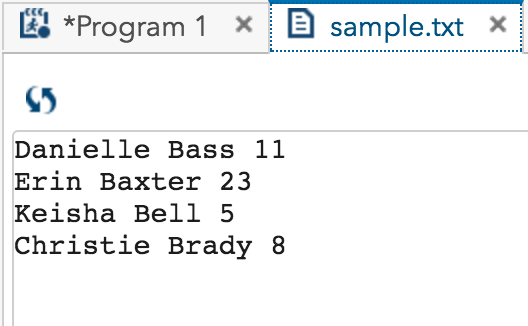 *Program 1 sample.txt
Danielle Bass 11
Erin Baxter 23
Keisha Bell 5
Christie Brady 8